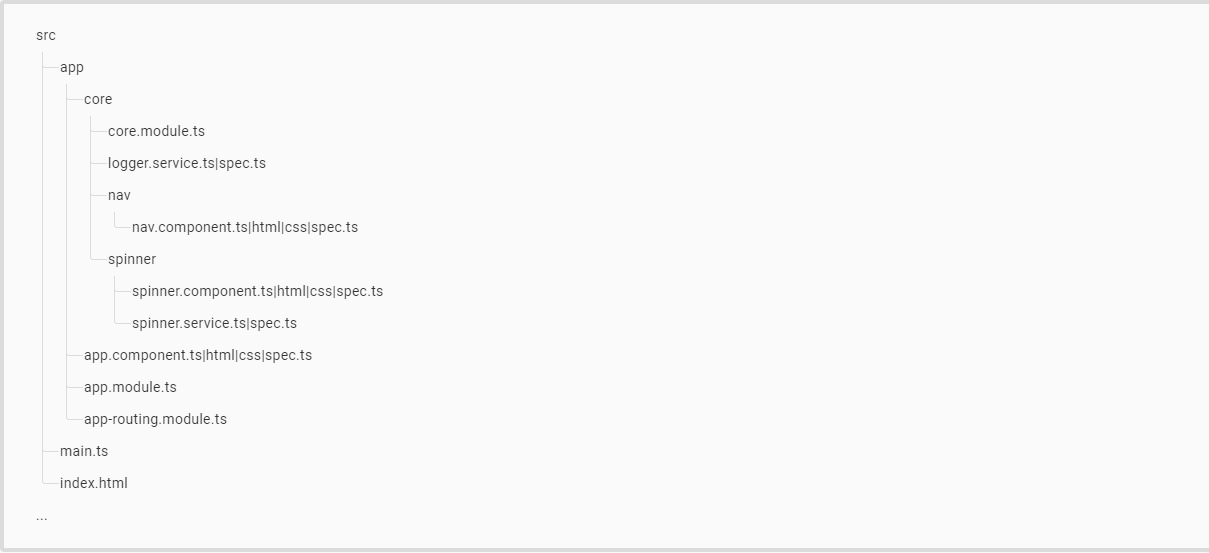 src
app
core
core.module.ts
logger.service.ts|spec.ts
nav
nav.component.ts|html|css|spec.ts
spinner
spinner.component.ts|html|css|spec.ts
spinner.service.ts|spec.ts
app.component.ts|html|css|spec.ts
app.module.ts
app-routing.module.ts
main.ts
index.html
...